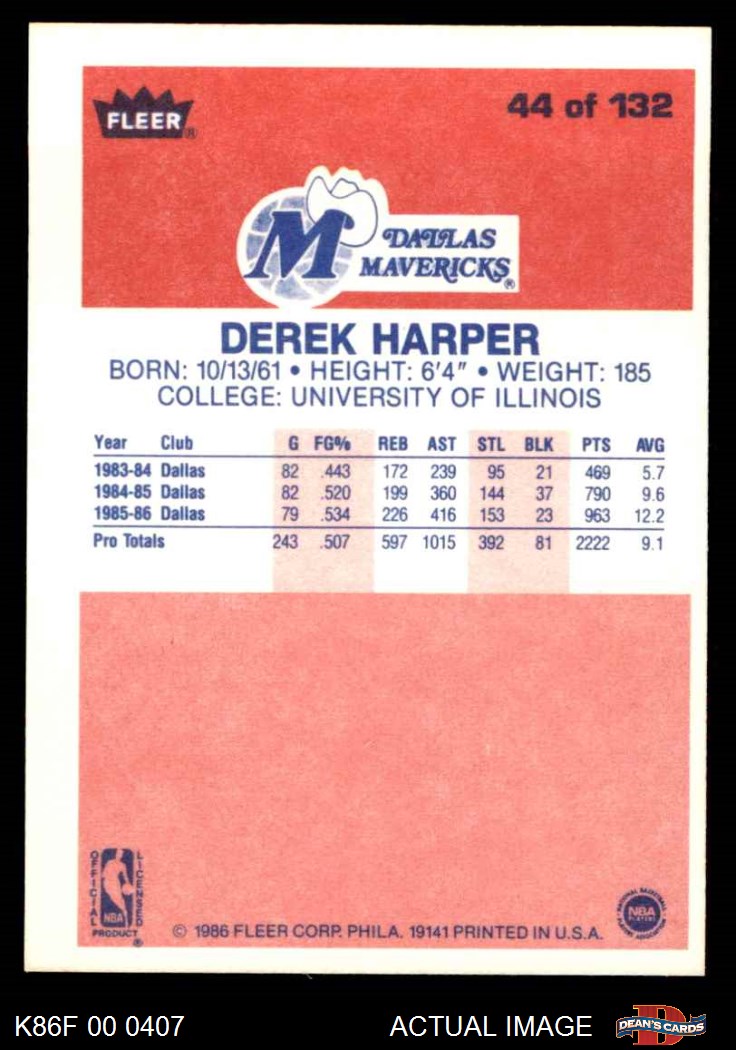 FLEER®
44 of 132
M DALLAS
MAVERICKS®
DEREK HARPER
BORN: 10/13/61 • HEIGHT: 6'4" • WEIGHT: 185
COLLEGE: UNIVERSITY OF ILLINOIS
Year Club G FG% REB AST STL BLK PTS AVG
1983-84 Dallas 82 .443 172 239 95 21 469 5.7
1984-85 Dallas 82 .520 199 360 144 37 790 9.6
1985-86 Dallas 79 .534 226 416 153 23 963 12.2
Pro Totals 243 .507 597 1015 392 81 2222 9.1
OFFICIAL
LICENSED
NBA
PRODUCT ®
© 1986 FLEER CORP. PHILA. 19141 PRINTED IN U.S.A.
NATIONAL BASKETBALL
NBA
PLAYERS
PLAYERS ASSOCIATION
K86F 00 0407
ACTUAL IMAGE
D
DEAN'S CARDS